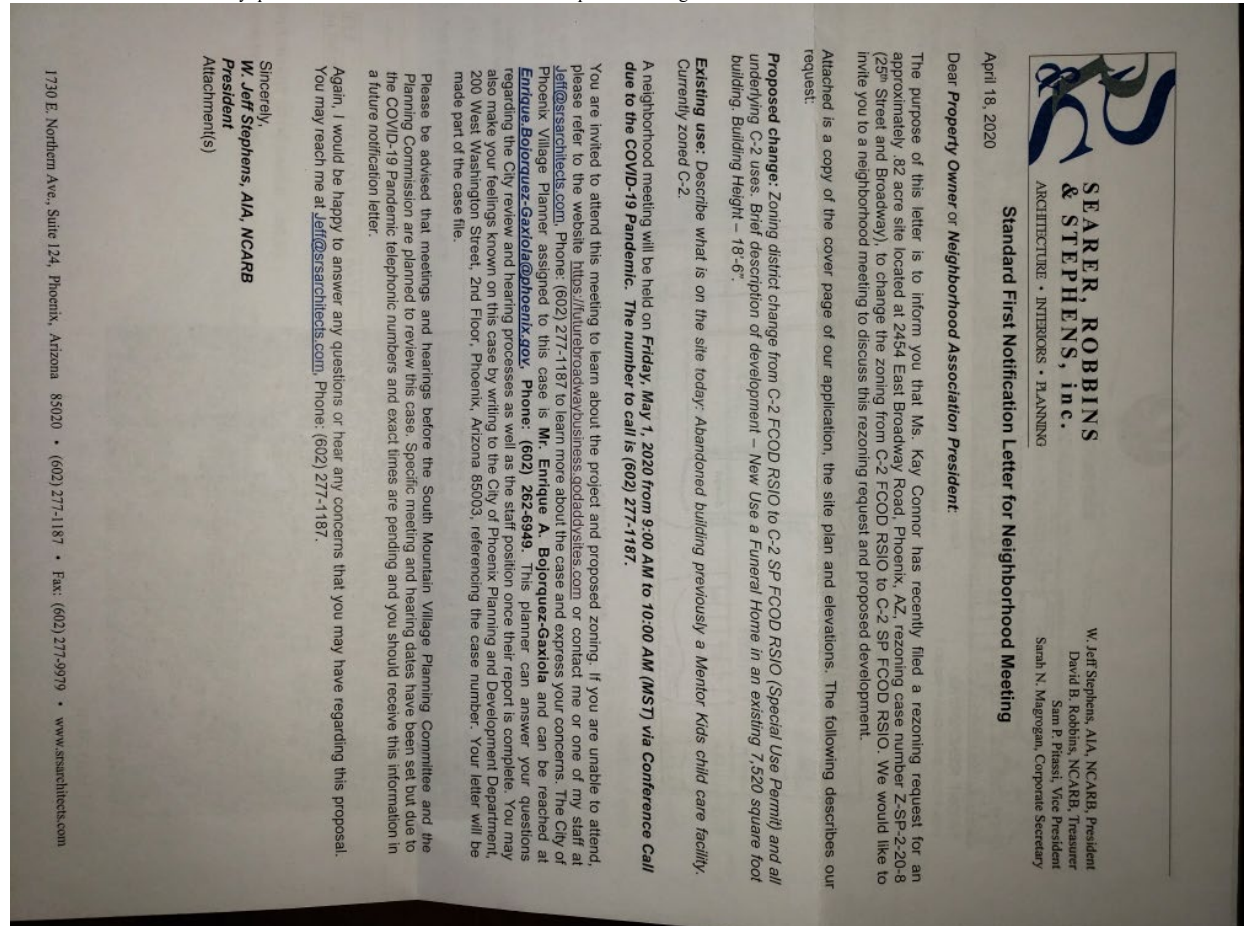 SEARER, ROBBINS
& STEPHENS, inc.
ARCHITECTURE • INTERIORS • PLANNING
W. Jeff Stephens, AIA, NCARB, President
David B. Robbins, NCARB, Treasurer
Sam P. Pitassi, Vice President
Sarah N. Magrogan, Corporate Secretary
Standard First Notification Letter for Neighborhood Meeting
April 18, 2020
Dear Property Owner or Neighborhood Association President:
The purpose of this letter is to inform you that Ms. Kay Connor has recently filed a rezoning request for an
approximately .82 acre site located at 2454 East Broadway Road, Phoenix, AZ, rezoning case number Z-SP-2-20-8
(25th Street and Broadway), to change the zoning from C-2 FCOD RSIO to C-2 SP FCOD RSIO. We would like to
invite you to a neighborhood meeting to discuss this rezoning request and proposed development.
Attached is a copy of the cover page of our application, the site plan and elevations. The following describes our
request:
Proposed change: Zoning district change from C-2 FCOD RSIO to C-2 SP FCOD RSIO (Special Use Permit) and all
underlying C-2 uses. Brief description of development – New Use a Funeral Home in an existing 7,520 square foot
building. Building Height – 18'-6".
Existing use: Describe what is on the site today: Abandoned building previously a Mentor Kids child care facility.
Currently zoned C-2.
A neighborhood meeting will be held on Friday, May 1, 2020 from 9:00 AM to 10:00 AM (MST) via Conference Call
due to the COVID-19 Pandemic. The number to call is (602) 277-1187.
You are invited to attend this meeting to learn about the project and proposed zoning. If you are unable to attend,
please refer to the website https://futurebroadwaybusiness.godaddysites.com or contact me or one of my staff at
Jeff@srsarchitects.com, Phone: (602) 277-1187 to learn more about the case and express your concerns. The City of
Phoenix Village Planner assigned to this case is Mr. Enrique A. Bojorquez-Gaxiola and can be reached at
Enrique.Bojorquez-Gaxiola@phoenix.gov, Phone: (602) 262-6949. This planner can answer your questions
regarding the City review and hearing processes as well as the staff position once their report is complete. You may
also make your feelings known on this case by writing to the City of Phoenix Planning and Development Department,
200 West Washington Street, 2nd Floor, Phoenix, Arizona 85003, referencing the case number. Your letter will be
made part of the case file.
Please be advised that meetings and hearings before the South Mountain Village Planning Committee and the
Planning Commission are planned to review this case. Specific meeting and hearing dates have been set but due to
the COVID-19 Pandemic telephonic numbers and exact times are pending and you should receive this information in
a future notification letter.
Again, I would be happy to answer any questions or hear any concerns that you may have regarding this proposal.
You may reach me at Jeff@srsarchitects.com, Phone: (602) 277-1187.
Sincerely,
W. Jeff Stephens, AIA, NCARB
President
Attachment(s)
1730 E. Northern Ave., Suite 124, Phoenix, Arizona 85020 • (602) 277-1187 • Fax: (602) 277-9979 • www.srsarchitects.com